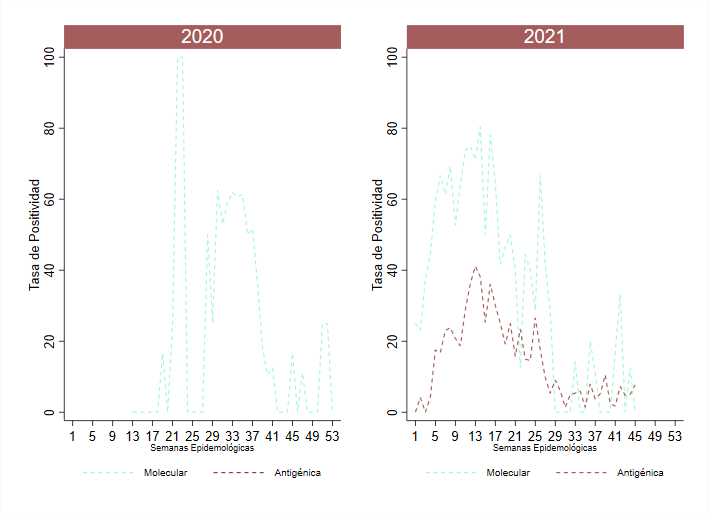 2020
Tasa de Positividad
100
80
60
40
20
0
1 5 9 13 17 21 25 29 33 37 41 45 49 53
Semanas Epidemológicas
Molecular Antigénica
2021
Tasa de Positividad
100
80
60
40
20
0
1 5 9 13 17 21 25 29 33 37 41 45 49 53
Semanas Epidemológicas
Molecular Antigénica